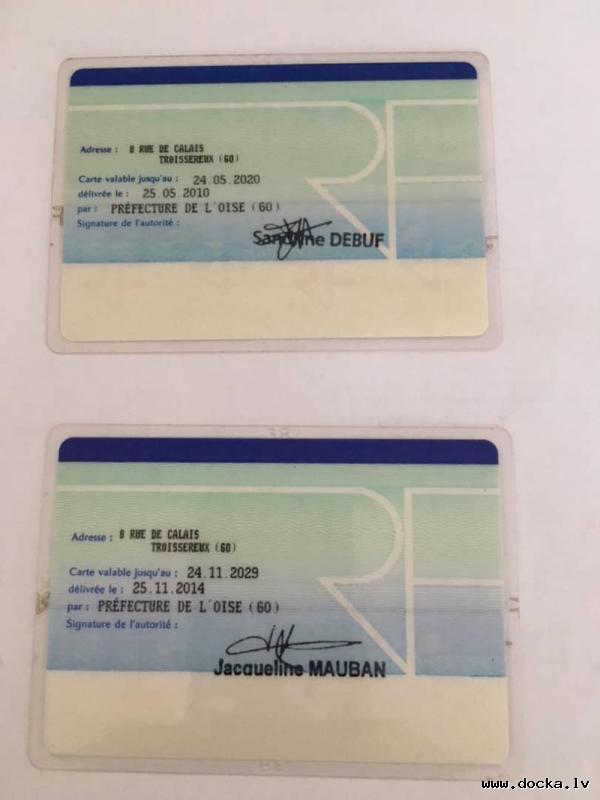 Adresse : 8 RUE DE CALAIS
TROISSEREUX (60)
Carte valable jusqu'au : 24.05.2020
délivrée le : 25.05.2010
par : PRÉFECTURE DE L'OISE (60)
Signature de l'autorité :
Sandrine DEBUF
RF
Adresse : 8 RUE DE CALAIS
TROISSEREUX (60)
Carte valable jusqu'au : 24.11.2029
délivrée le : 25.11.2014
par : PRÉFECTURE DE L'OISE (60)
Signature de l'autorité :
Jacqueline MAUBAN
RF
www.docka.lv